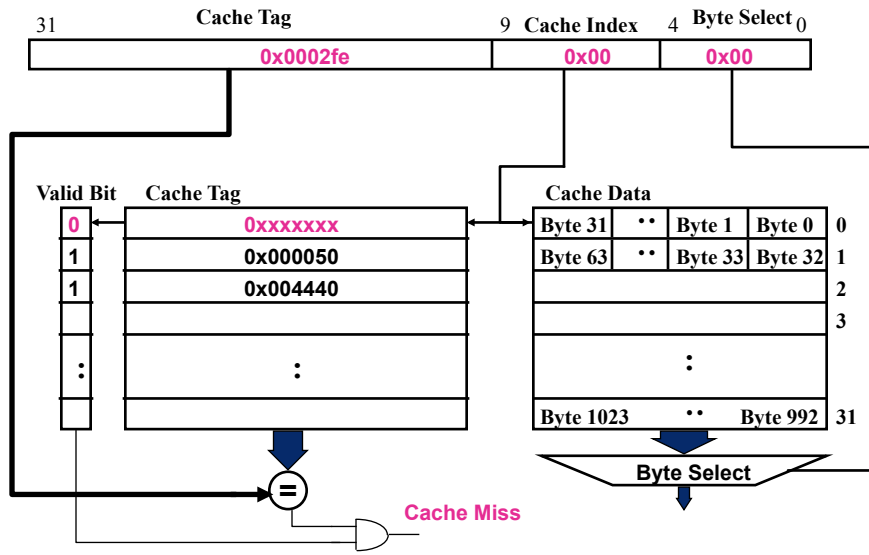 31 Cache Tag 9 Cache Index 4 Byte Select 0
0x0002fe 0x00 0x00
Valid Bit Cache Tag Cache Data
0 0xxxxxxx Byte 31 ·· Byte 1 Byte 0 0
1 0x000050 Byte 63 ·· Byte 33 Byte 32 1
1 0x004440 2
3
: : :
Byte 1023 ·· Byte 992 31
Byte Select
=
Cache Miss